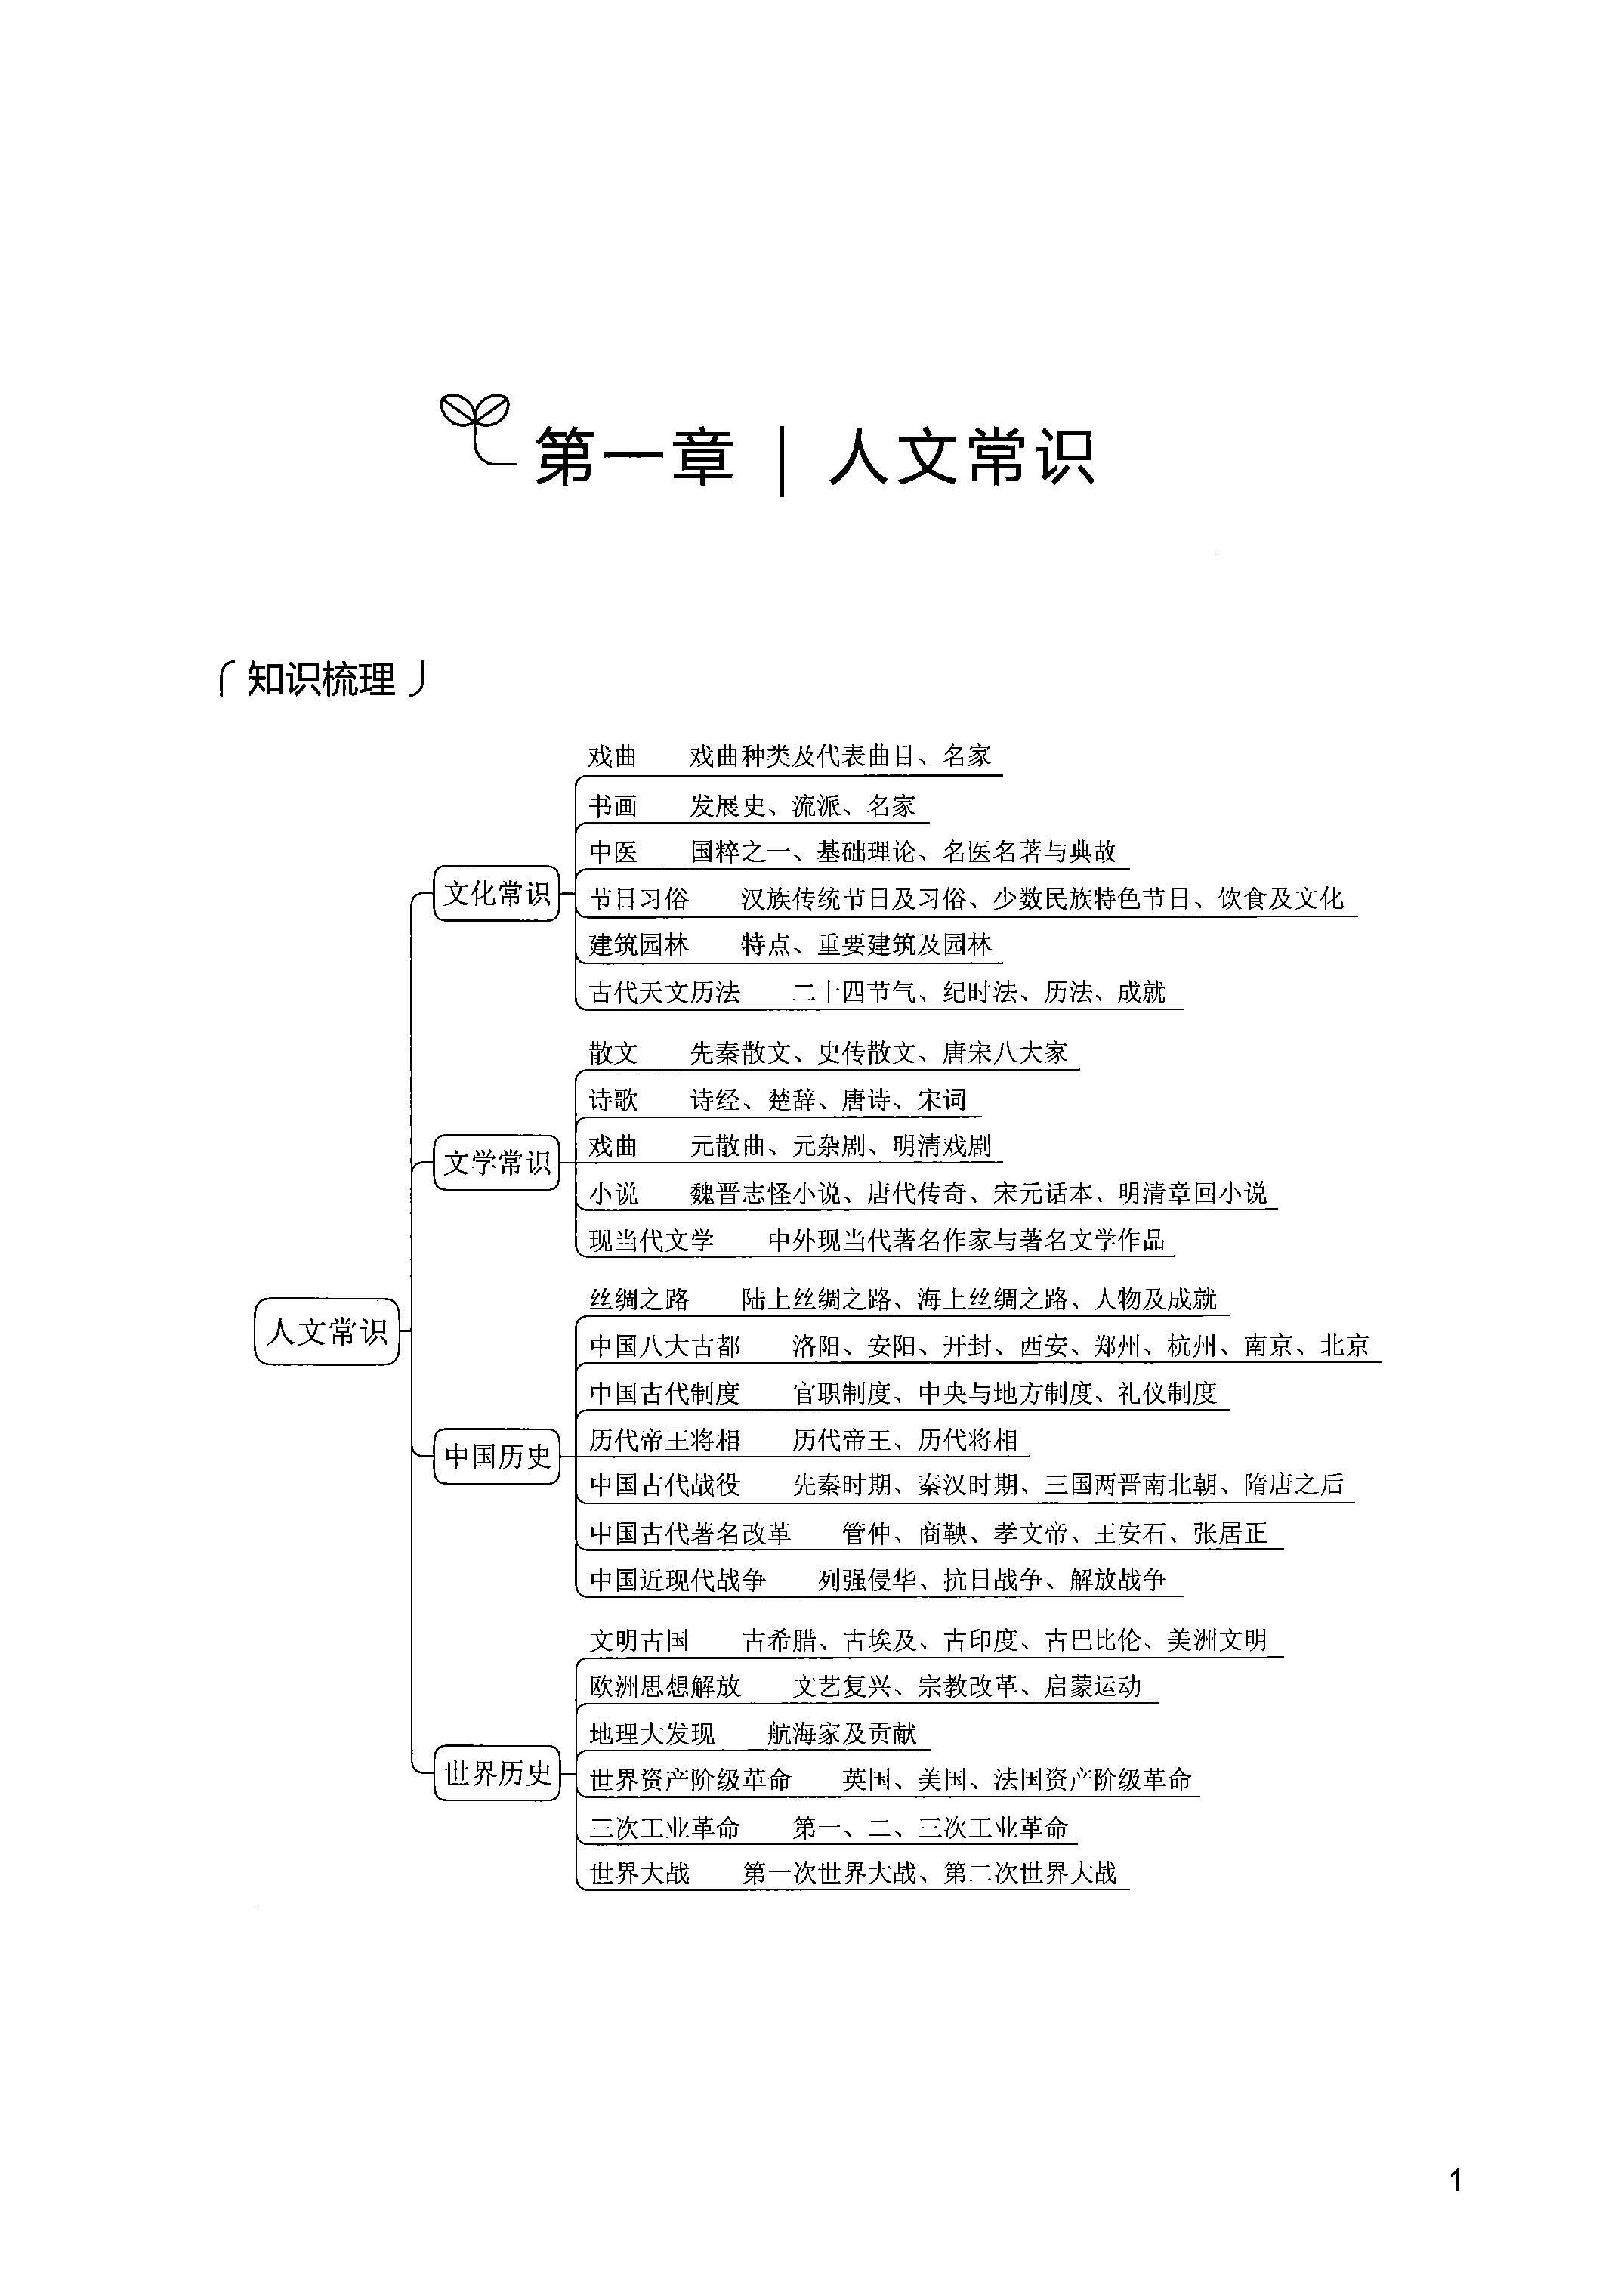 第一章 | 人文常识
知识梳理
戏曲 戏曲种类及代表曲目、名家
书画 发展史、流派、名家
中医 国粹之一、基础理论、名医名著与典故
文化常识
节日习俗 汉族传统节日及习俗、少数民族特色节日、饮食及文化
建筑园林 特点、重要建筑及园林
古代天文历法 二十四节气、纪时法、历法、成就
散文 先秦散文、史传散文、唐宋八大家
诗歌 诗经、楚辞、唐诗、宋词
文学常识
戏曲 元散曲、元杂剧、明清戏剧
小说 魏晋志怪小说、唐代传奇、宋元话本、明清章回小说
现当代文学 中外现当代著名作家与著名文学作品
人文常识
丝绸之路 陆上丝绸之路、海上丝绸之路、人物及成就
中国八大古都 洛阳、安阳、开封、西安、郑州、杭州、南京、北京
中国古代制度 官职制度、中央与地方制度、礼仪制度
中国历史
历代帝王将相 历代帝王、历代将相
中国古代战役 先秦时期、秦汉时期、三国两晋南北朝、隋唐之后
中国古代著名改革 管仲、商鞅、孝文帝、王安石、张居正
中国近现代战争 列强侵华、抗日战争、解放战争
文明古国 古希腊、古埃及、古印度、古巴比伦、美洲文明
欧洲思想解放 文艺复兴、宗教改革、启蒙运动
地理大发现 航海家及贡献
世界历史
世界资产阶级革命 英国、美国、法国资产阶级革命
三次工业革命 第一、二、三次工业革命
世界大战 第一次世界大战、第二次世界大战
1